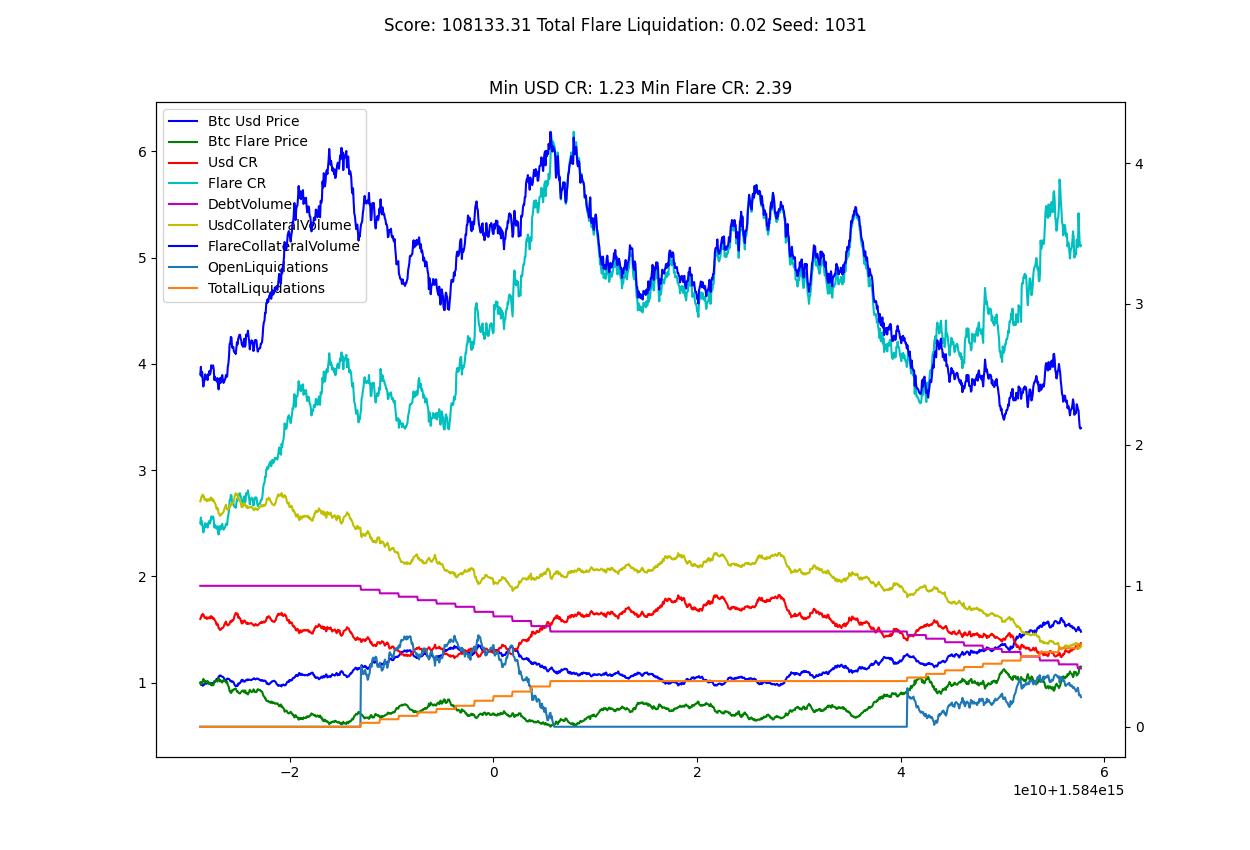 Score: 108133.31 Total Flare Liquidation: 0.02 Seed: 1031
Min USD CR: 1.23 Min Flare CR: 2.39
Btc Usd Price
Btc Flare Price
Usd CR
Flare CR
DebtVolume
UsdCollateralVolume
FlareCollateralVolume
OpenLiquidations
TotalLiquidations
6
5
4
3
2
1
4
3
2
1
0
−2
0
2
4
6
1e10+1.584e15